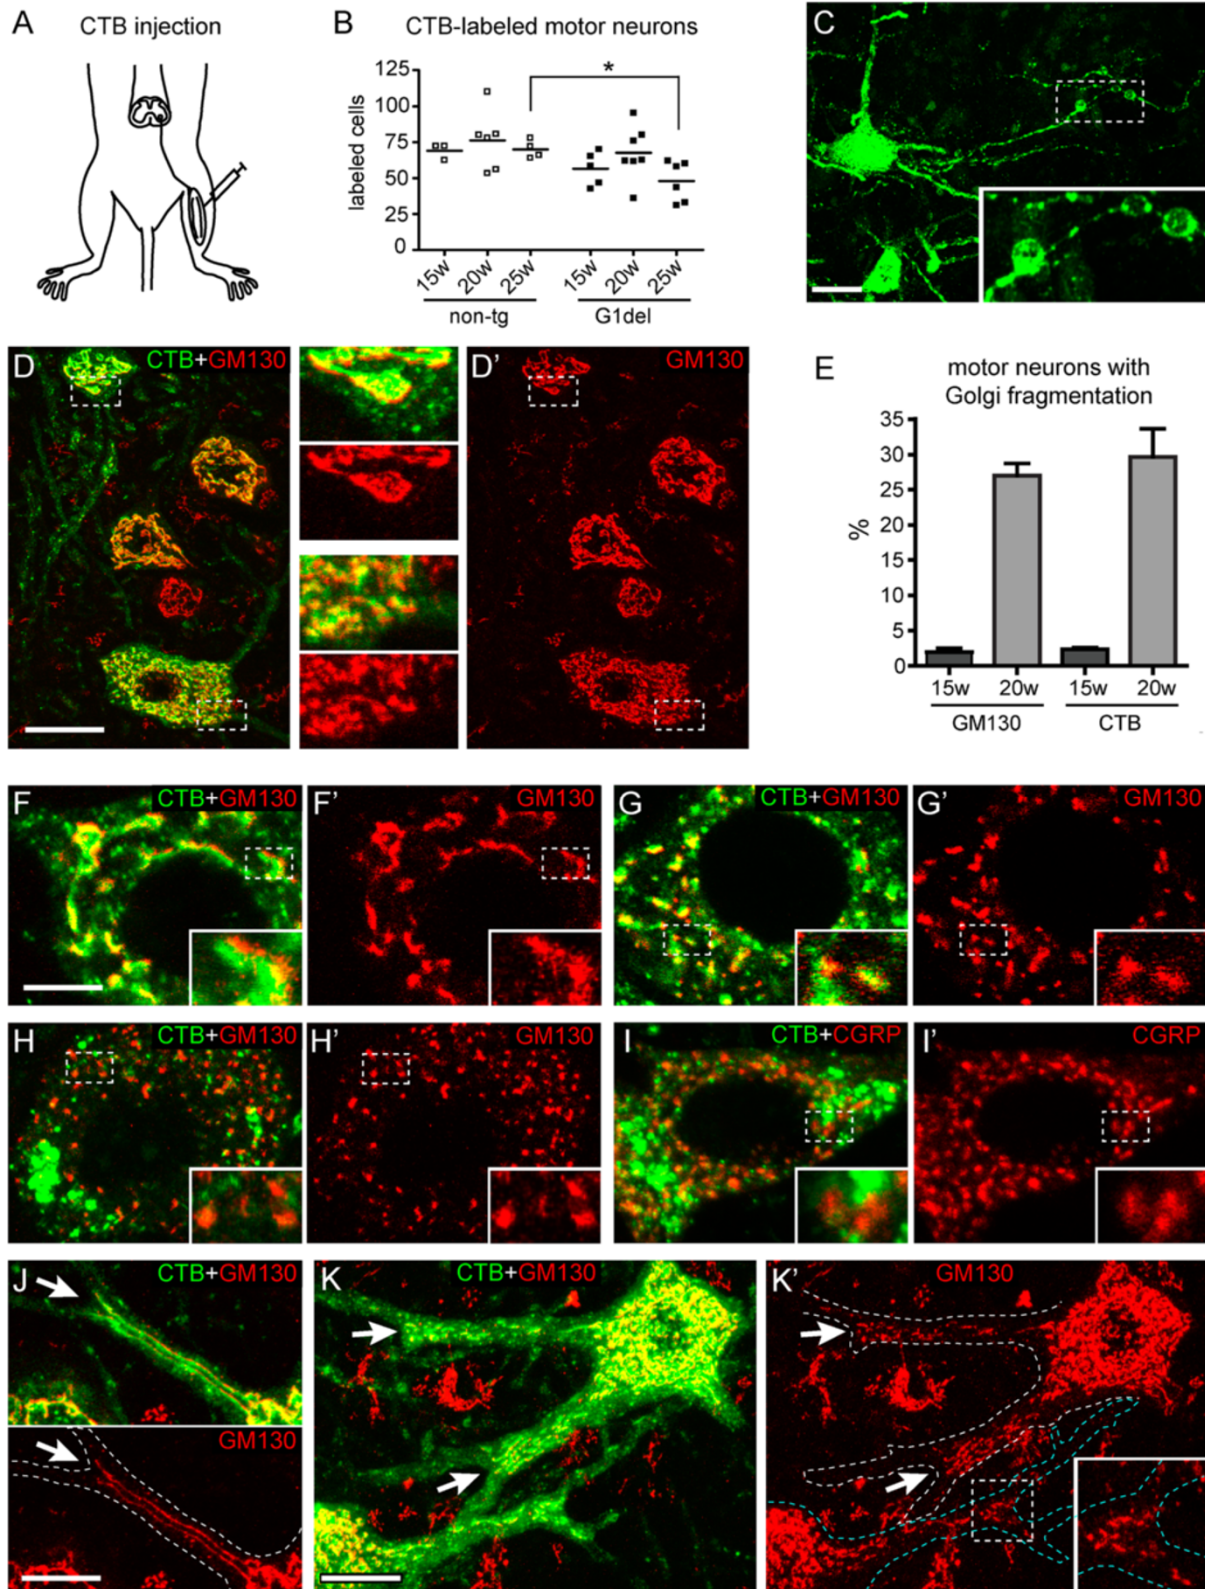 A CTB injection
B CTB-labeled motor neurons
labeled cells
125
100
75
50
25
0
15w 20w 25w 15w 20w 25w
non-tg G1del
*
C
D CTB+GM130
D' GM130
E motor neurons with
Golgi fragmentation
%
35
30
25
20
15
10
5
0
15w 20w 15w 20w
GM130 CTB
F CTB+GM130
F' GM130
G CTB+GM130
G' GM130
H CTB+GM130
H' GM130
I CTB+CGRP
I' CGRP
J CTB+GM130
GM130
K CTB+GM130
K' GM130